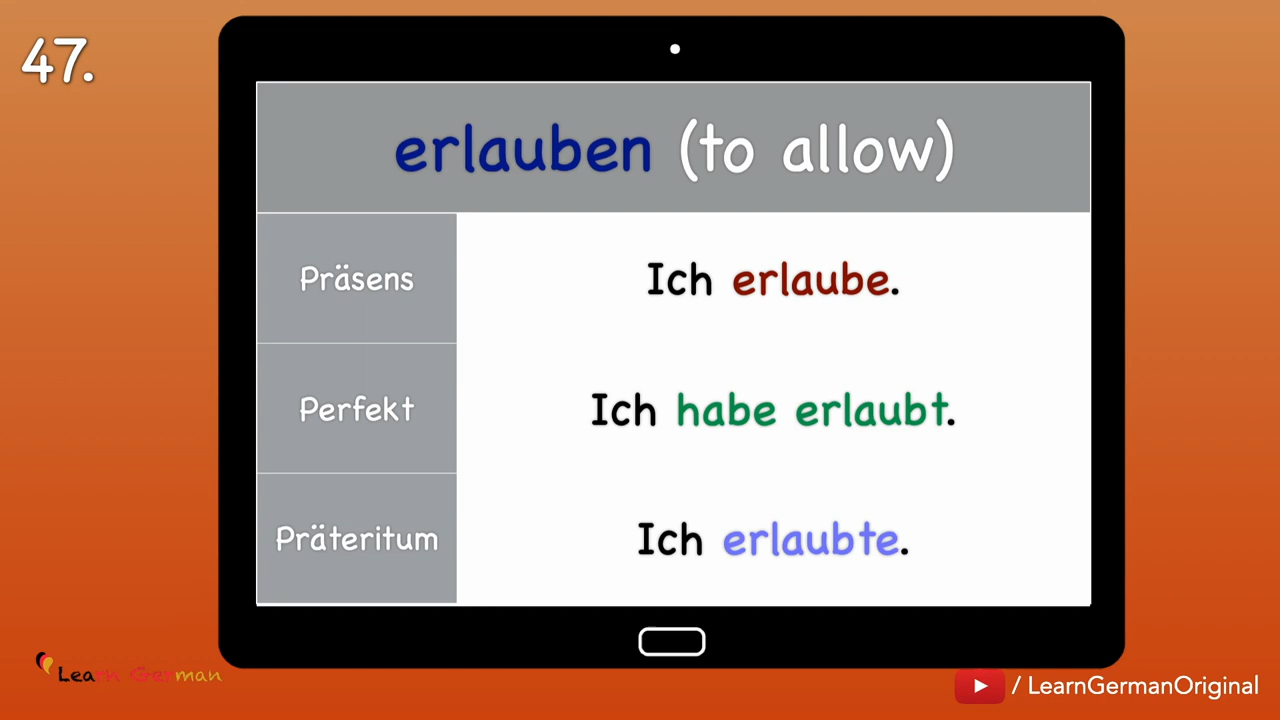 47.
erlauben (to allow)
Präsens
Ich erlaube.
Perfekt
Ich habe erlaubt.
Präteritum
Ich erlaubte.
Learn German
/ LearnGermanOriginal